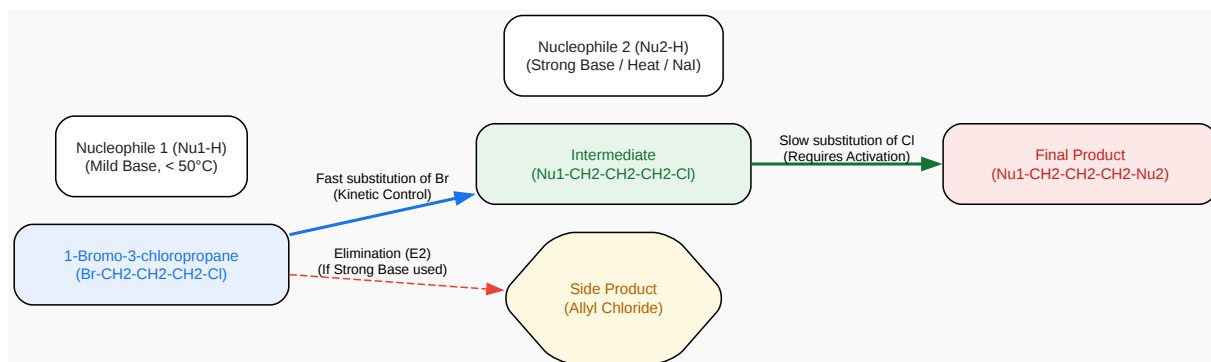 Nucleophile 2 (Nu2-H)
(Strong Base / Heat / NaI)
Nucleophile 1 (Nu1-H)
(Mild Base, < 50°C)
Fast substitution of Br
(Kinetic Control)
Intermediate
(Nu1-CH2-CH2-CH2-Cl)
Slow substitution of Cl
(Requires Activation)
Final Product
(Nu1-CH2-CH2-CH2-Nu2)
1-Bromo-3-chloropropane
(Br-CH2-CH2-CH2-Cl)
Elimination (E2)
(If Strong Base used)
Side Product
(Allyl Chloride)